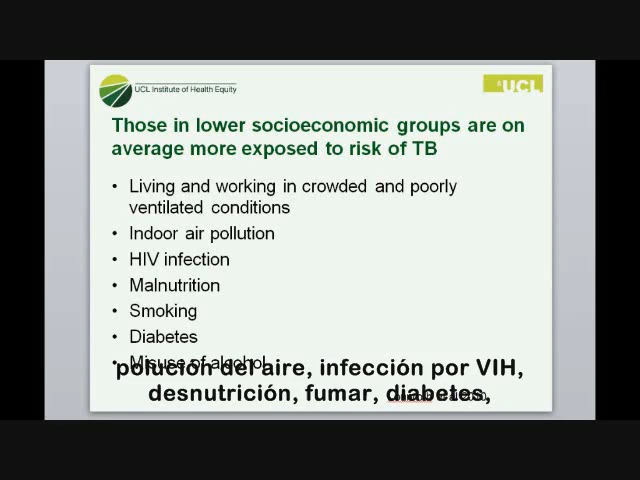 UCL Institute of Health Equity
UCL
Those in lower socioeconomic groups are on
average more exposed to risk of TB
• Living and working in crowded and poorly
ventilated conditions
• Indoor air pollution
• HIV infection
• Malnutrition
• Smoking
• Diabetes
• Misuse of alcohol
polución del aire, infección por VIH,
desnutrición, fumar, diabetes,